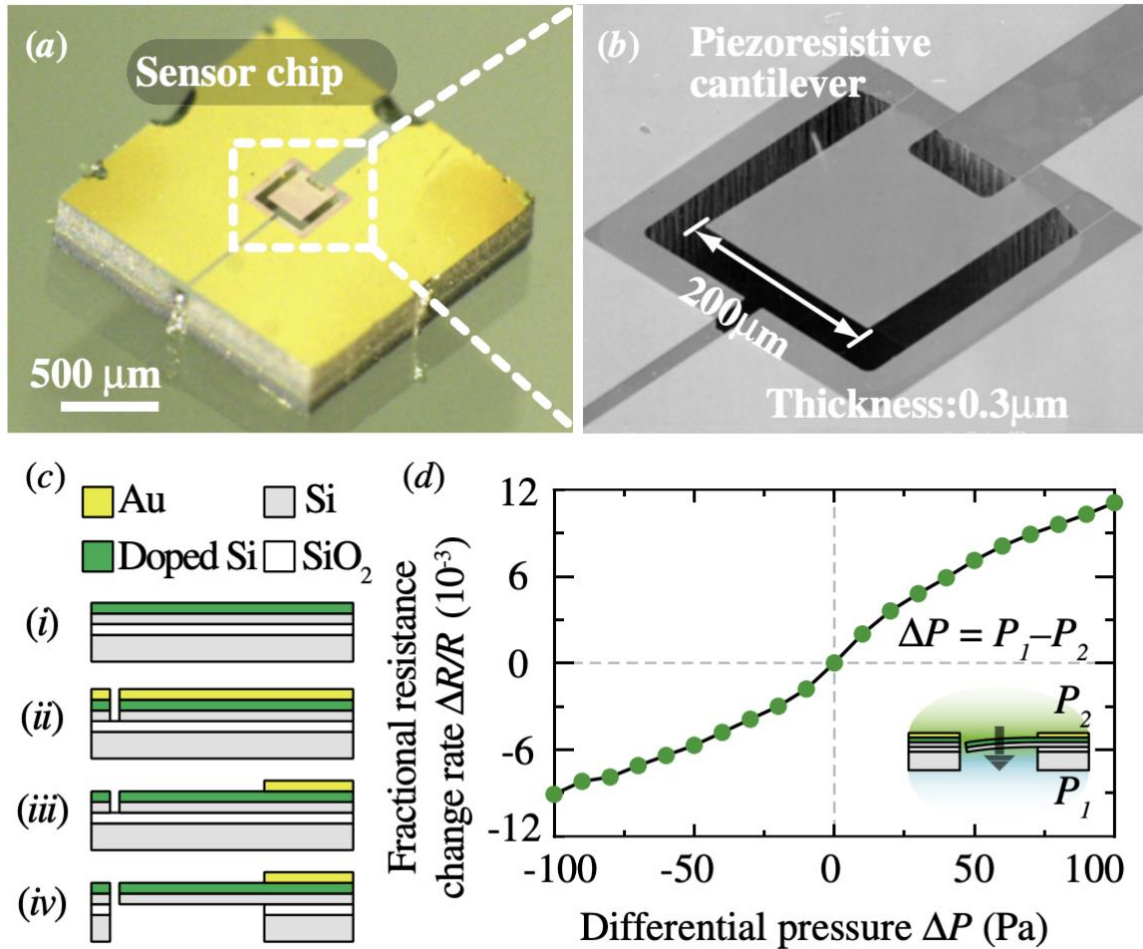 (a)
Sensor chip
500 μm
(b)
Piezoresistive
cantilever
200μm
Thickness:0.3μm
(c)
Au
Si
Doped Si
SiO₂
(i)
(ii)
(iii)
(iv)
(d)
Fractional resistance
change rate ΔR/R (10⁻³)
12
6
0
-6
-12
-100
-50
0
50
100
Differential pressure ΔP (Pa)
ΔP = P₁–P₂
P₂
P₁